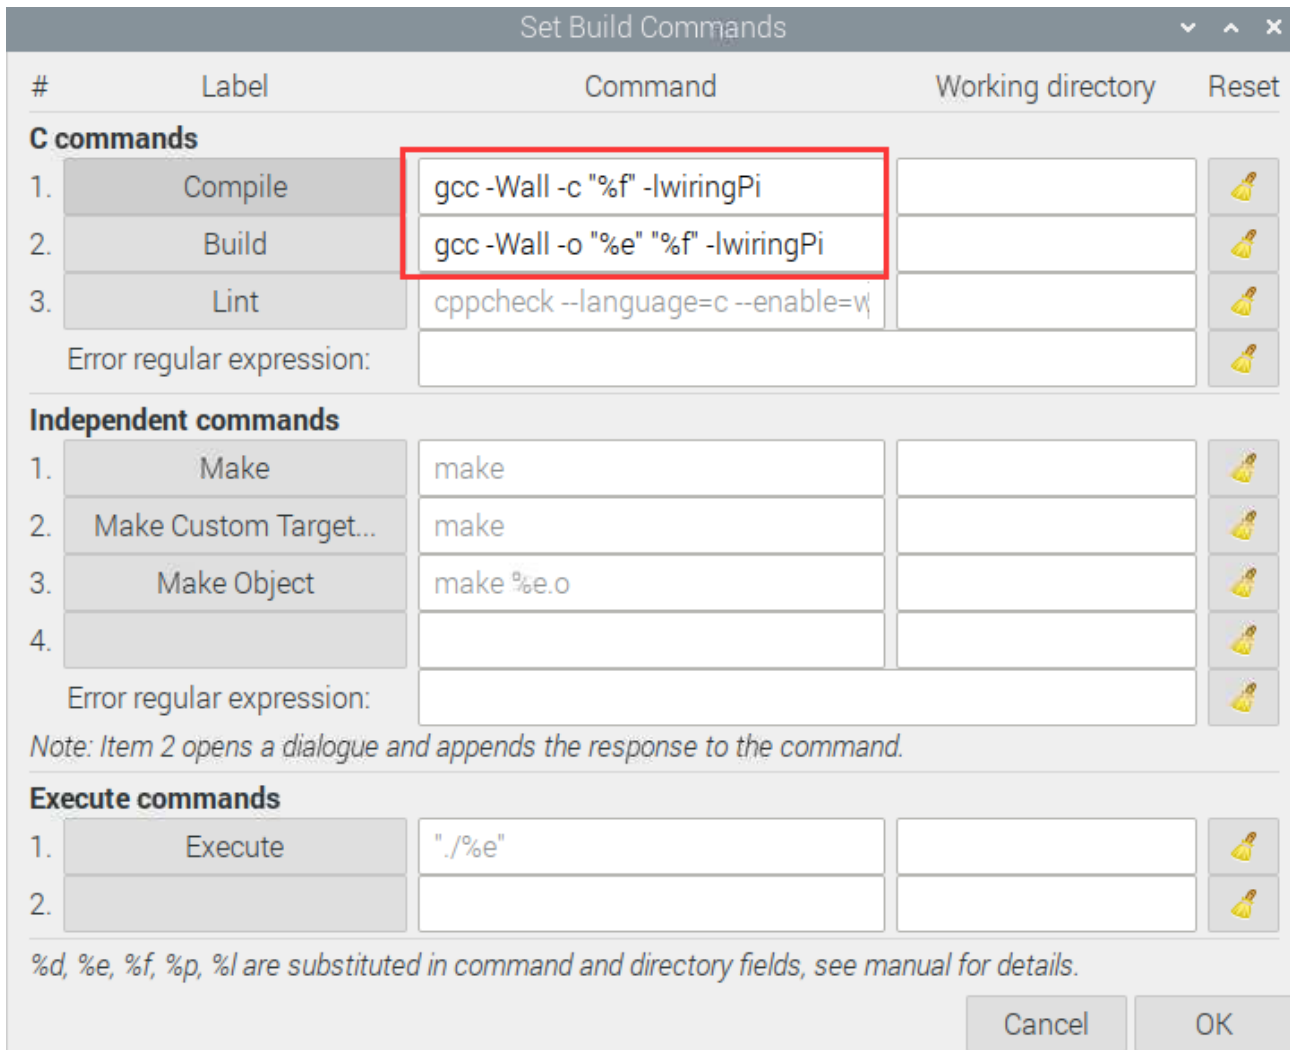 Set Build Commands
# Label Command Working directory Reset
C commands
1. Compile gcc -Wall -c "%f" -lwiringPi
2. Build gcc -Wall -o "%e" "%f" -lwiringPi
3. Lint cppcheck --language=c --enable=w
Error regular expression:
Independent commands
1. Make make
2. Make Custom Target... make
3. Make Object make %e.o
4.
Error regular expression:
Note: Item 2 opens a dialogue and appends the response to the command.
Execute commands
1. Execute "./%e"
2.
%d, %e, %f, %p, %l are substituted in command and directory fields, see manual for details.
Cancel OK